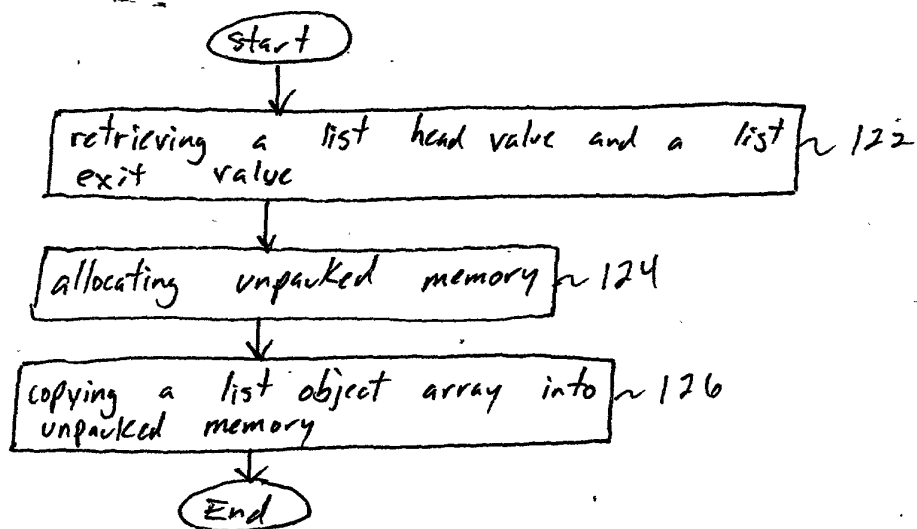 start
retrieving a list head value and a list ~ 122
exit value
allocating unpacked memory ~ 124
copying a list object array into ~ 126
unpacked memory
End